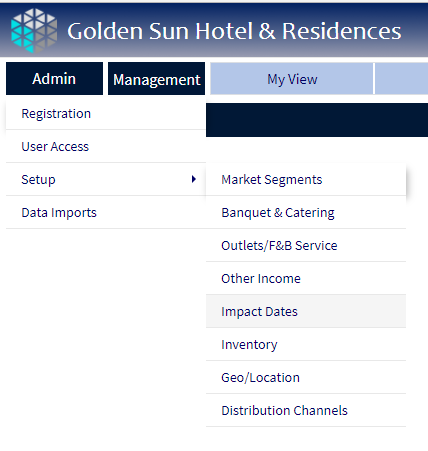 Golden Sun Hotel & Residences
Admin Management My View
Registration
User Access
Setup
Data Imports
Market Segments
Banquet & Catering
Outlets/F&B Service
Other Income
Impact Dates
Inventory
Geo/Location
Distribution Channels